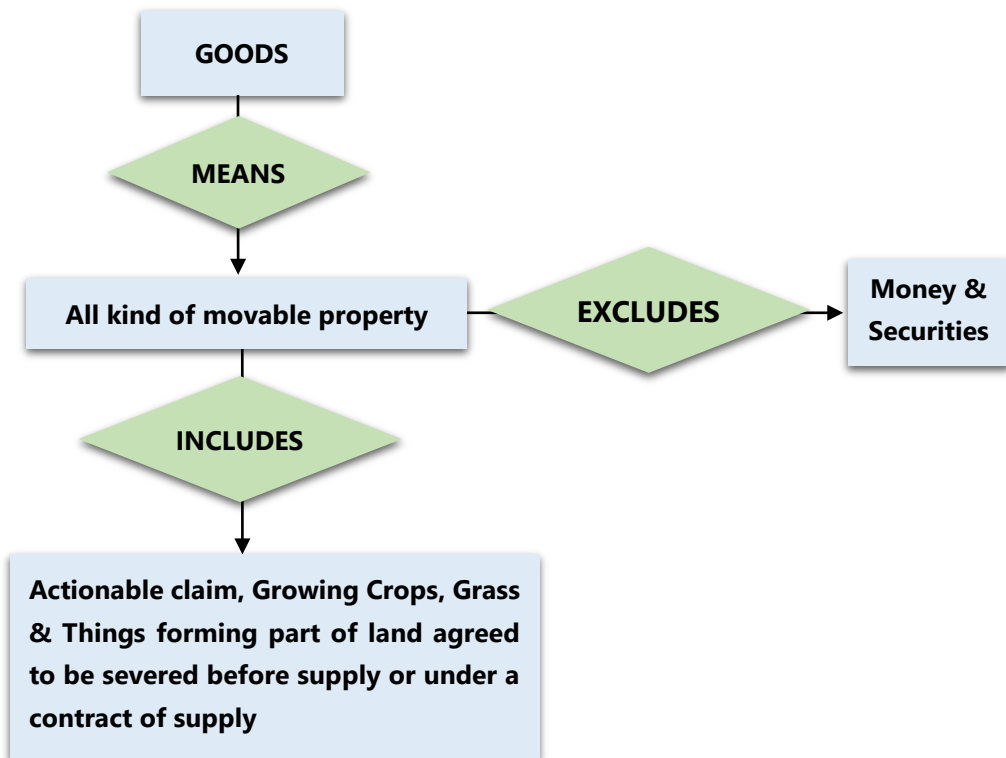 GOODS
MEANS
All kind of movable property
EXCLUDES
Money &
Securities
INCLUDES
Actionable claim, Growing Crops, Grass
& Things forming part of land agreed
to be severed before supply or under a
contract of supply